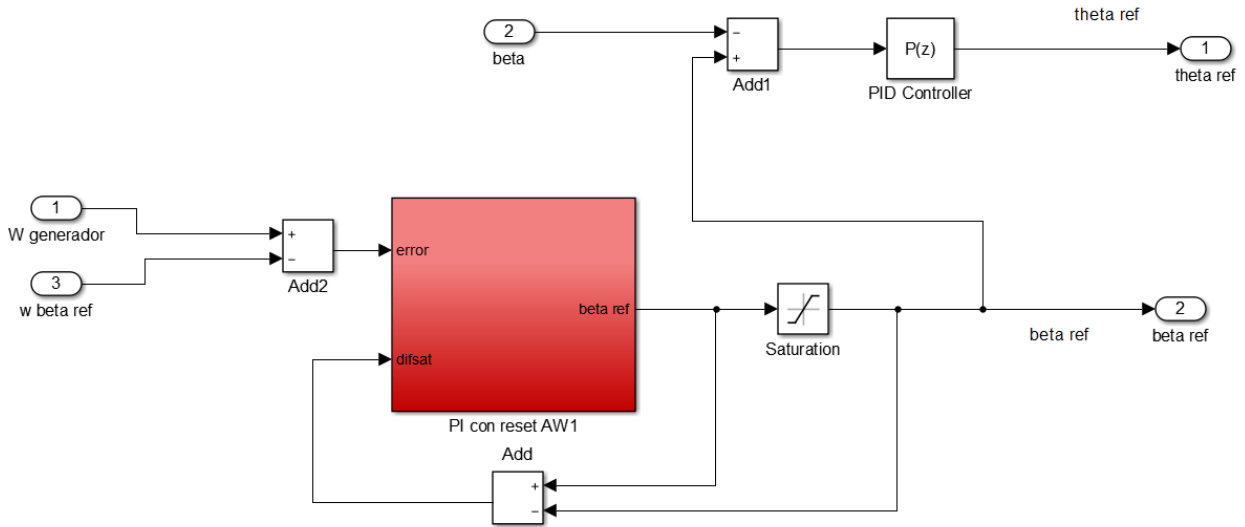 theta ref
2
beta
−
+
Add1
P(z)
PID Controller
1
theta ref
1
W generador
3
w beta ref
+
−
Add2
error
difsat
beta ref
PI con reset AW1
Saturation
beta ref
2
beta ref
Add
+
−